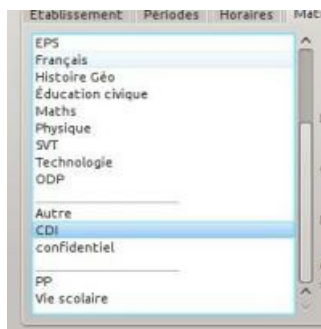 Etablissement Périodes Horaires
EPS
Français
Histoire Géo
Éducation civique
Maths
Physique
SVT
Technologie
ODP
Autre
CDI
confidentiel
PP
Vie scolaire